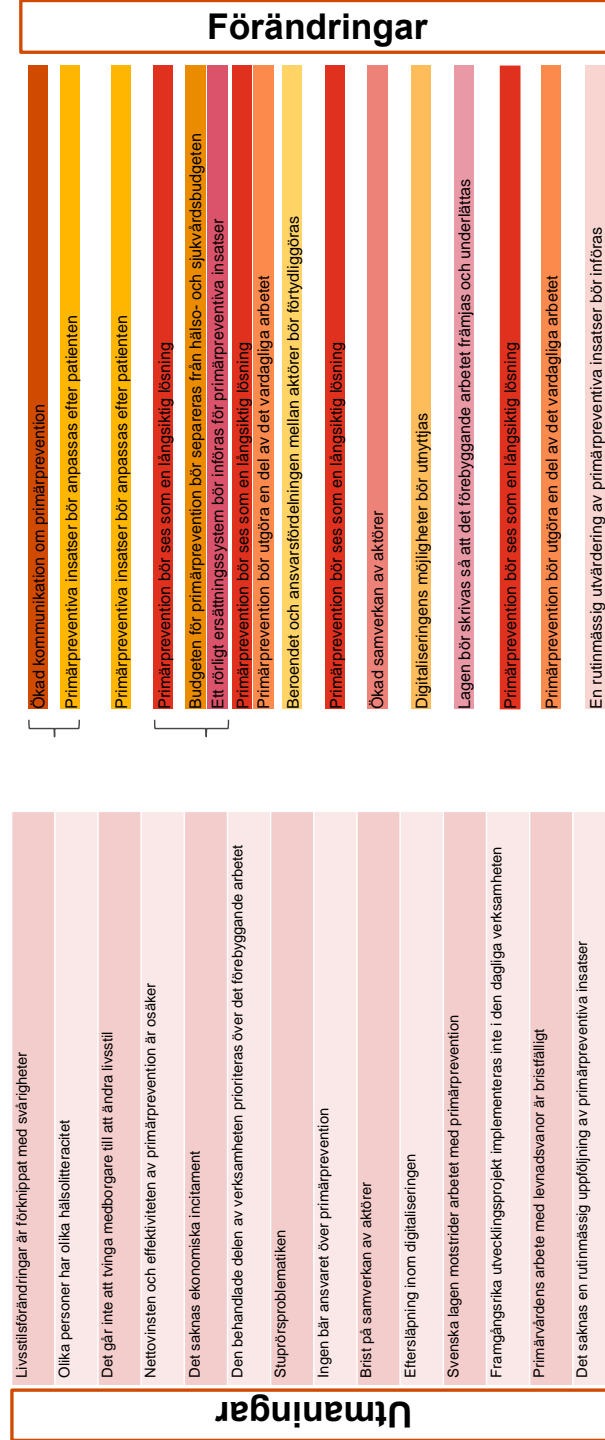 Utmaningar
Livsstilsförändringar är förknippat med svårigheter
Olika personer har olika hälsolitteracitet
Det går inte att tvinga medborgare till att ändra livsstil
Nettovinsten och effektiviteten av primärprevention är osäker
Det saknas ekonomiska incitament
Den behandlade delen av verksamheten prioriteras över det förebyggande arbetet
Stuprörsproblematiken
Ingen bär ansvaret över primärprevention
Brist på samverkan av aktörer
Eftersläpning inom digitaliseringen
Svenska lagen motstrider arbetet med primärprevention
Framgångsrika utvecklingsprojekt implementeras inte i den dagliga verksamheten
Primärvårdens arbete med levnadsvanor är bristfälligt
Det saknas en rutinmässig uppföljning av primärpreventiva insatser
Förändringar
Ökad kommunikation om primärprevention
Primärpreventiva insatser bör anpassas efter patienten
Primärpreventiva insatser bör anpassas efter patienten
Primärprevention bör ses som en långsiktig lösning
Budgeten för primärprevention bör separeras från hälso- och sjukvårdsbudgeten
Ett rörligt ersättningssystem bör införas för primärpreventiva insatser
Primärprevention bör ses som en långsiktig lösning
Primärprevention bör utgöra en del av det vardagliga arbetet
Beroendet och ansvarsfördelningen mellan aktörer bör förtydliggöras
Primärprevention bör ses som en långsiktig lösning
Ökad samverkan av aktörer
Digitaliseringens möjligheter bör utnyttjas
Lagen bör skrivas så att det förebyggande arbetet främjas och underlättas
Primärprevention bör ses som en långsiktig lösning
Primärprevention bör utgöra en del av det vardagliga arbetet
En rutinmässig utvärdering av primärpreventiva insatser bör införas